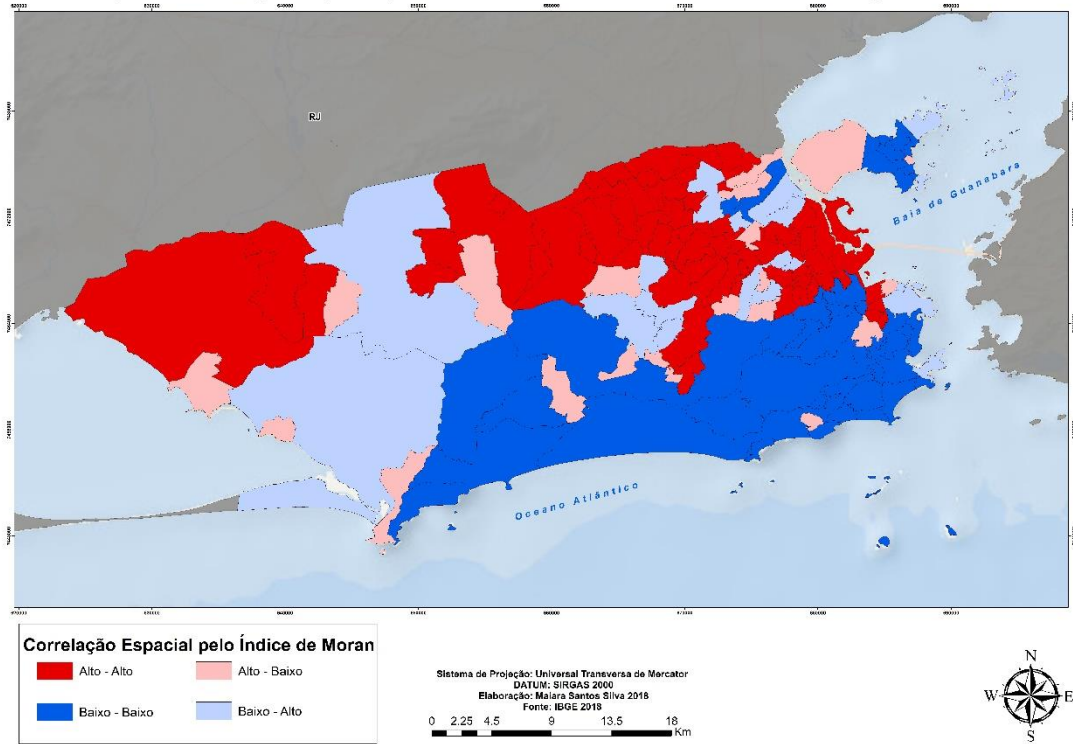 RJ
Baia de Guanabara
Oceano Atlântico
Correlação Espacial pelo Índice de Moran
Alto - Alto
Alto - Baixo
Baixo - Baixo
Baixo - Alto
Sistema de Projeção: Universal Transversa de Mercator
DATUM: SIRGAS 2000
Elaboração: Maiara Santos Silva 2018
Fonte: IBGE 2018
0 2.25 4.5 9 13.5 18
Km
N
W E
S